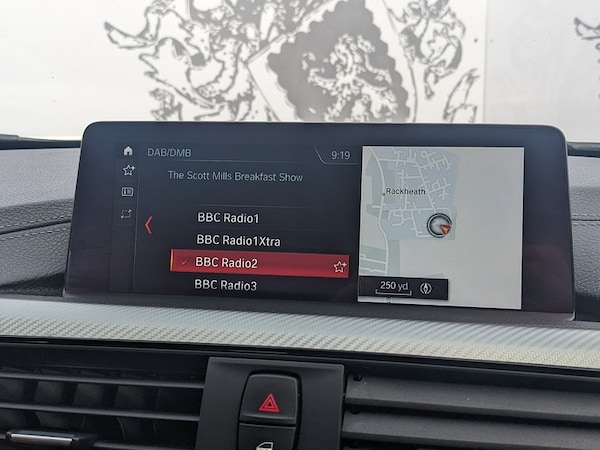 DAB/DMB
9:19
The Scott Mills Breakfast Show
BBC Radio1
BBC Radio1Xtra
BBC Radio2
BBC Radio3
Rackheath
250 yd